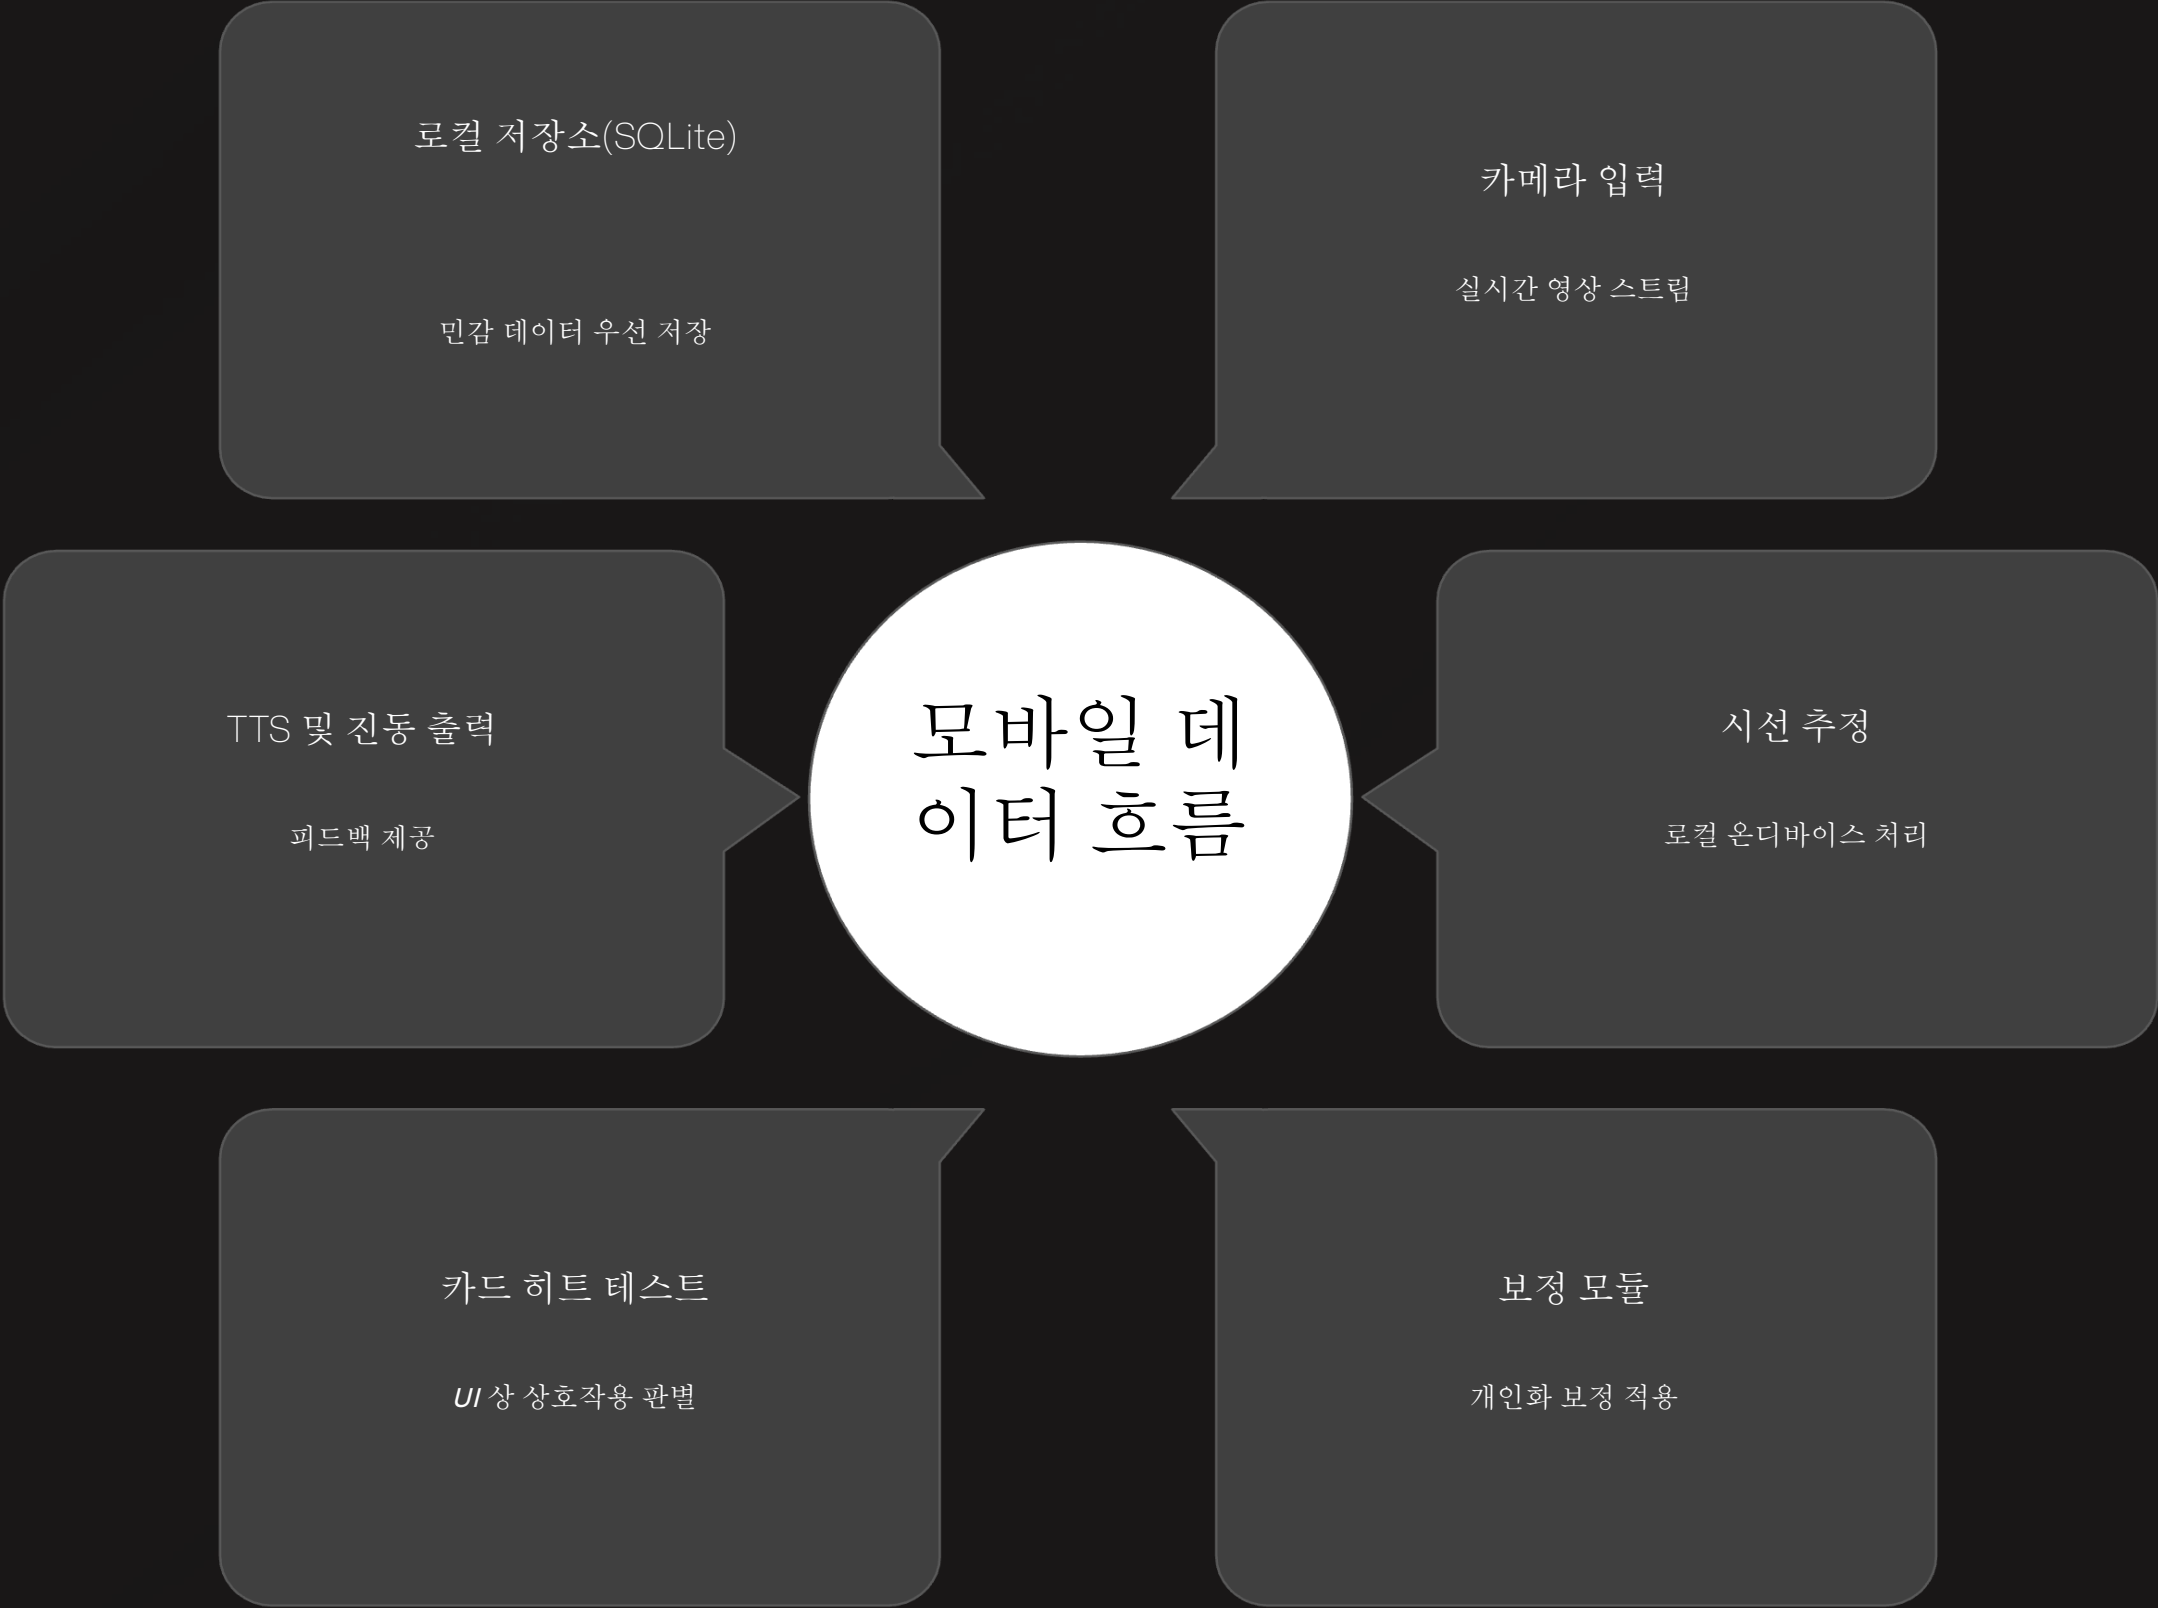 로컬 저장소(SQLite)
민감 데이터 우선 저장
카메라 입력
실시간 영상 스트림
TTS 및 진동 출력
피드백 제공
모바일 데
이터 흐름
시선 추정
로컬 온디바이스 처리
카드 히트 테스트
UI 상 상호작용 판별
보정 모듈
개인화 보정 적용